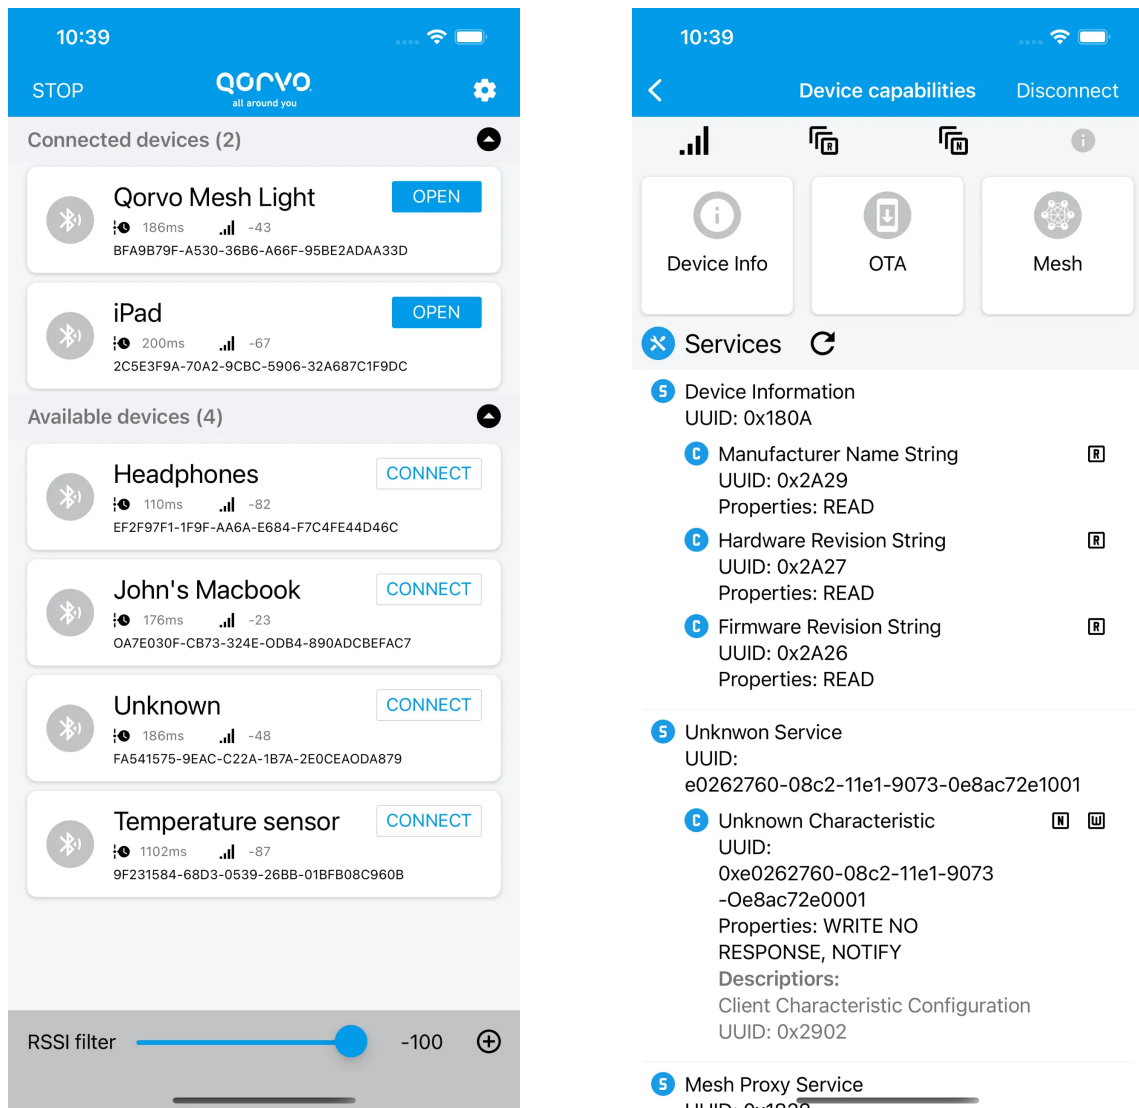 10:39
STOP
QORVO
all around you
Connected devices (2)
Qorvo Mesh Light
OPEN
186ms -43
BFA9B79F-A530-36B6-A66F-95BE2ADAA33D
iPad
OPEN
200ms -67
2C5E3F9A-70A2-9CBC-5906-32A687C1F9DC
Available devices (4)
Headphones
CONNECT
110ms -82
EF2F97F1-1F9F-AA6A-E684-F7C4FE44D46C
John's Macbook
CONNECT
176ms -23
OA7E030F-CB73-324E-ODB4-890ADCBEFAC7
Unknown
CONNECT
186ms -48
FA541575-9EAC-C22A-1B7A-2E0CEAODA879
Temperature sensor
CONNECT
1102ms -87
9F231584-68D3-0539-26BB-01BFB08C960B
RSSI filter
-100
10:39
Device capabilities
Disconnect
R
N
Device Info
OTA
Mesh
Services
S Device Information
UUID: 0x180A
C Manufacturer Name String R
UUID: 0x2A29
Properties: READ
C Hardware Revision String R
UUID: 0x2A27
Properties: READ
C Firmware Revision String R
UUID: 0x2A26
Properties: READ
S Unknwon Service
UUID:
e0262760-08c2-11e1-9073-0e8ac72e1001
C Unknown Characteristic N W
UUID:
0xe0262760-08c2-11e1-9073
-Oe8ac72e0001
Properties: WRITE NO
RESPONSE, NOTIFY
Descriptiors:
Client Characteristic Configuration
UUID: 0x2902
S Mesh Proxy Service
UUID: 0x1828